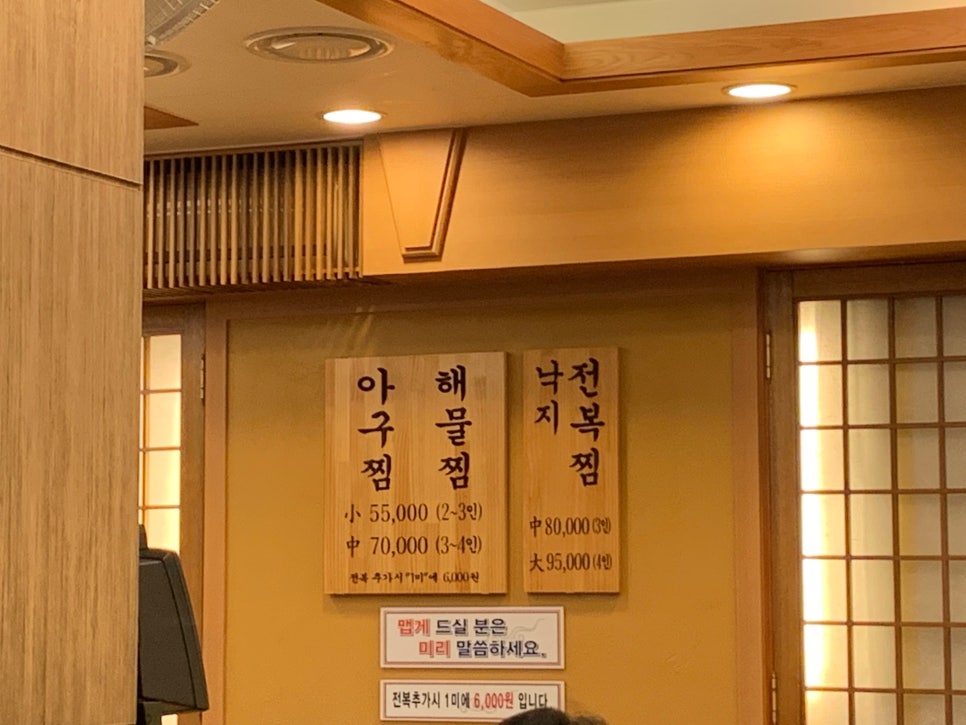 아구찜
해물찜
小 55,000 (2~3인)
中 70,000 (3~4인)
전복 추가시 "1미"에 6,000원
낙지
전복찜
中 80,000 (3인)
大 95,000 (4인)
맵게 드실 분은
미리 말씀하세요.
전복추가시 1미에 6,000원 입니다